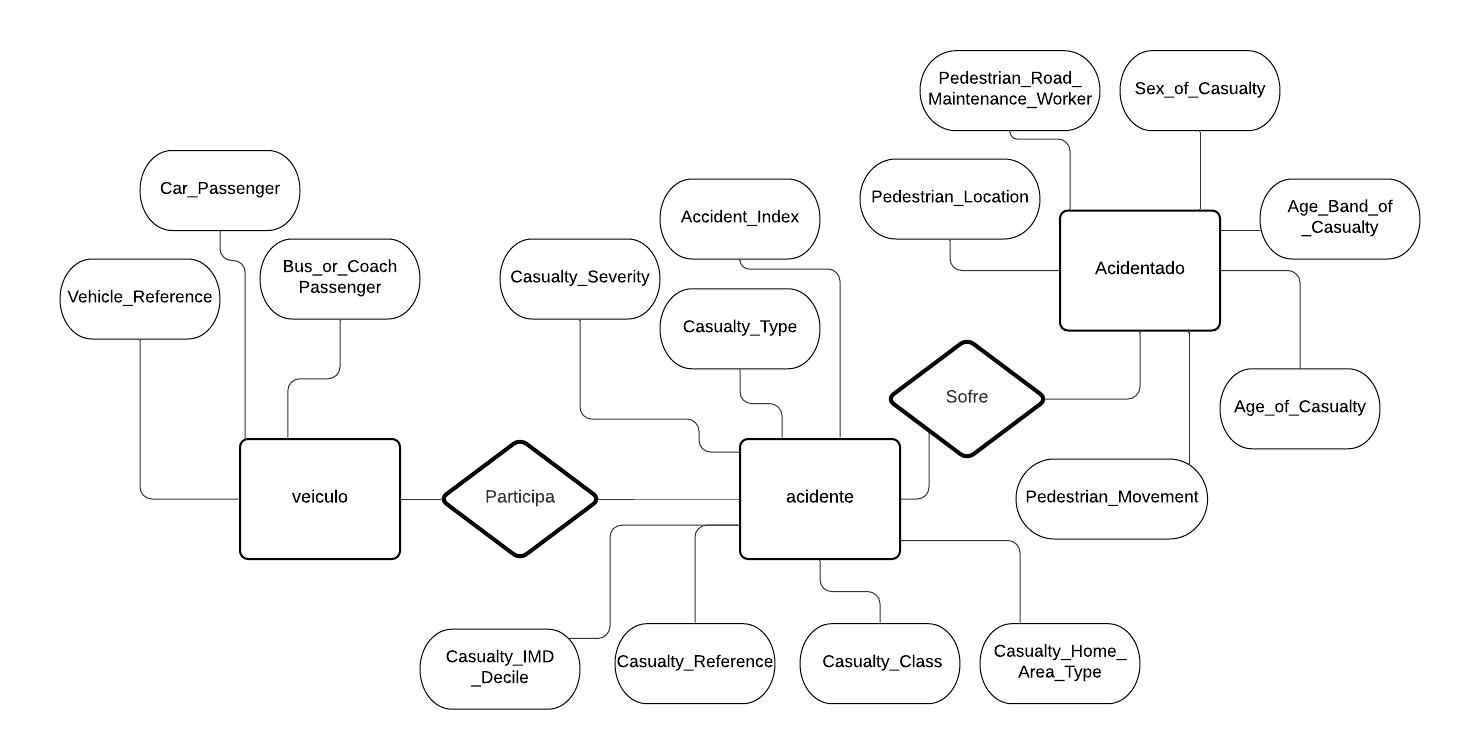 Pedestrian_Road_
Maintenance_Worker
Sex_of_Casualty
Car_Passenger
Pedestrian_Location
Accident_Index
Age_Band_of
_Casualty
Vehicle_Reference
Bus_or_Coach
Passenger
Casualty_Severity
Acidentado
Casualty_Type
Sofre
Age_of_Casualty
veiculo
Participa
acidente
Pedestrian_Movement
Casualty_IMD
_Decile
Casualty_Reference
Casualty_Class
Casualty_Home_
Area_Type